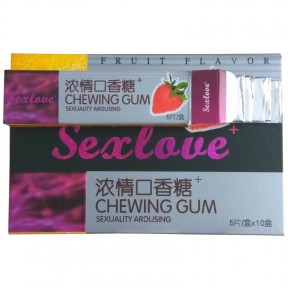 FRUIT FLAVOR
Sexlove+
浓情口香糖+
CHEWING GUM
SEXUALITY AROUSING
5片/盒
Sexlove
Sexlove+
浓情口香糖+
CHEWING GUM
SEXUALITY AROUSING
5片/盒x10盒